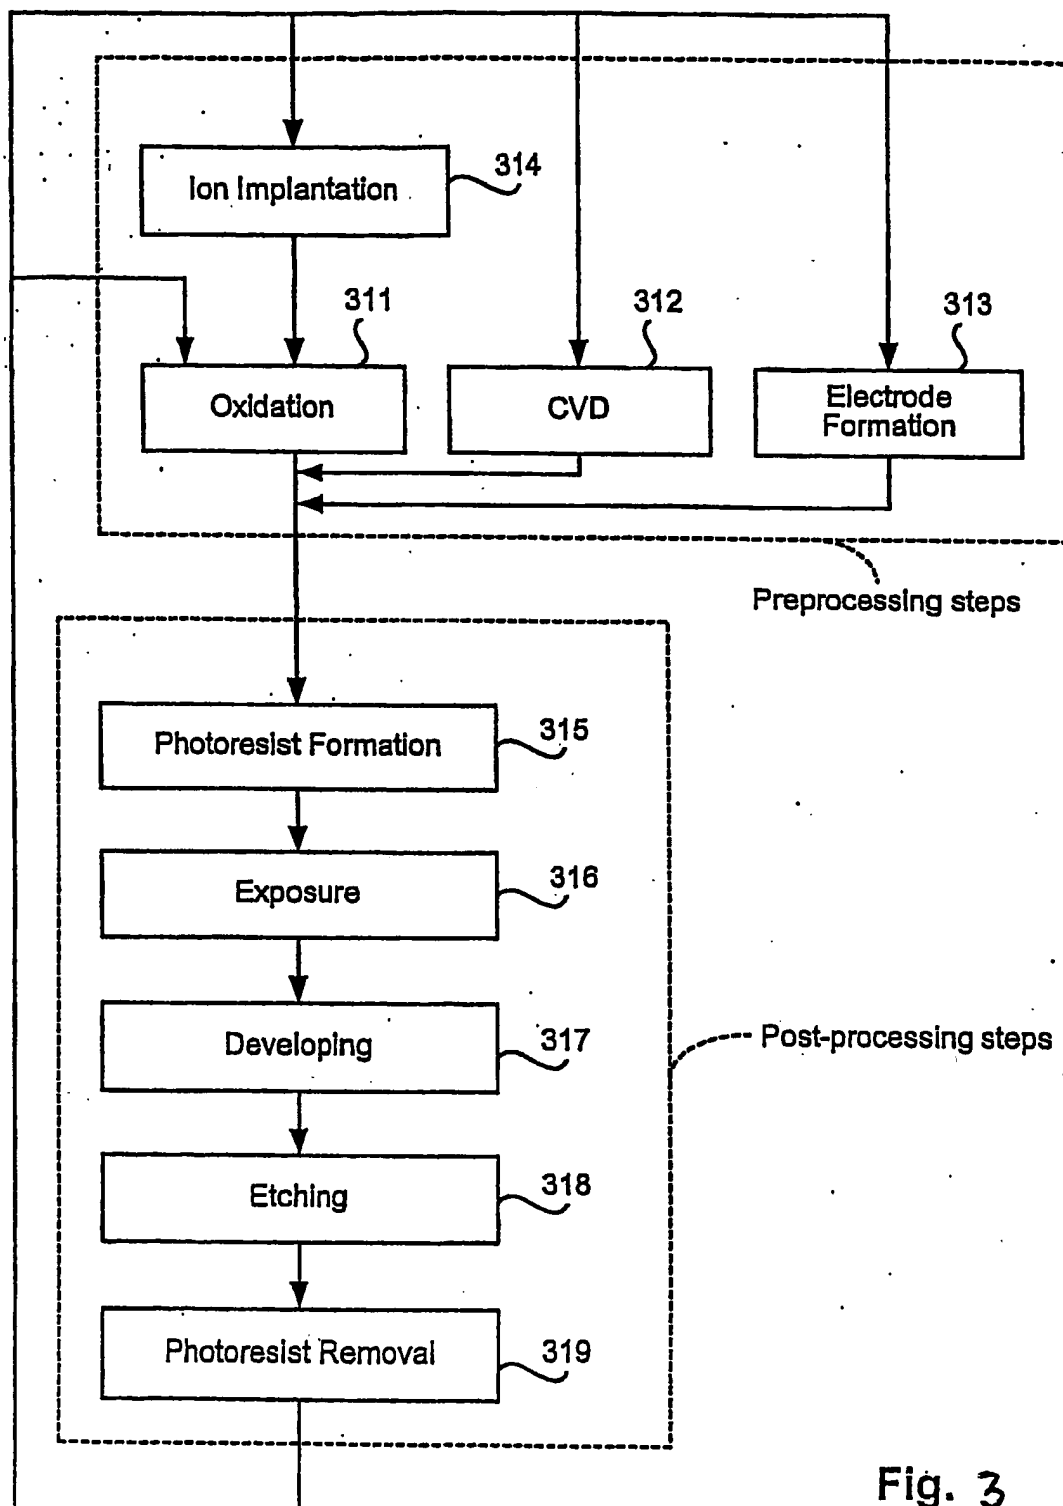 314
Ion Implantation
311
312
313
Oxidation
CVD
Electrode
Formation
Preprocessing steps
Photoresist Formation
315
Exposure
316
Developing
317
Post-processing steps
Etching
318
Photoresist Removal
319
Fig. 3